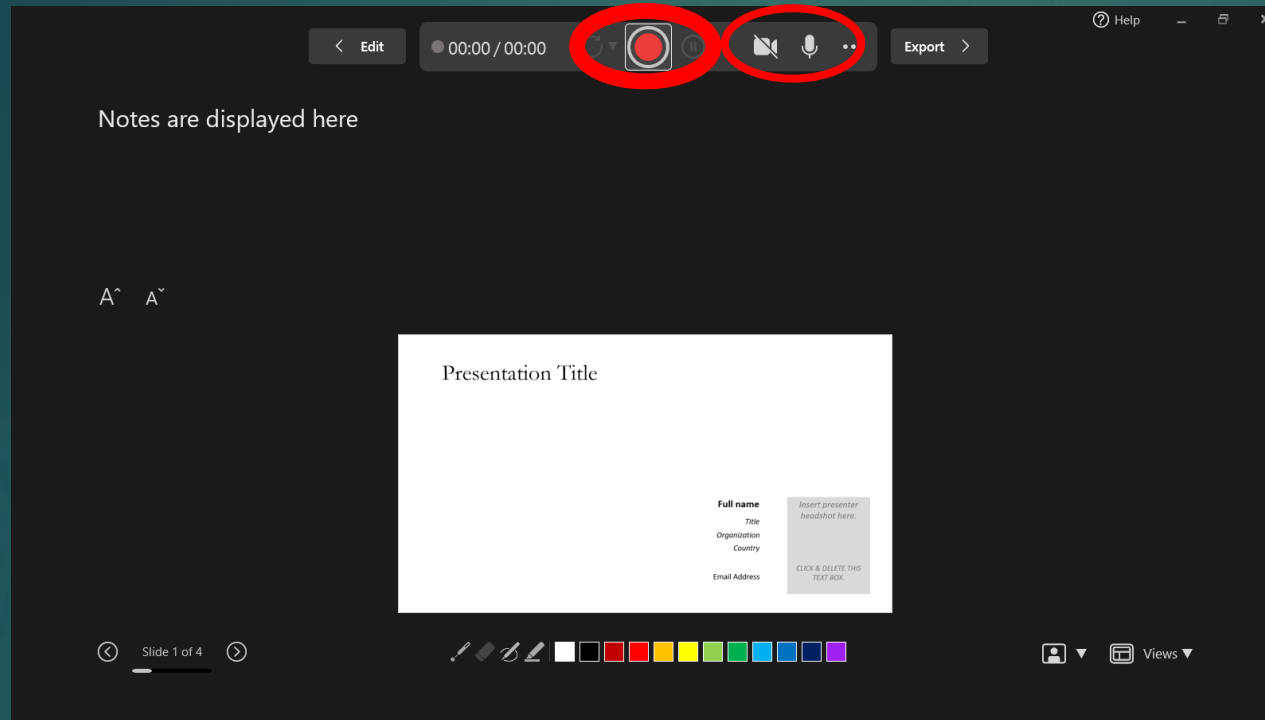 Help
Edit
00:00 / 00:00
Export
Notes are displayed here
A A
Presentation Title
Full name
Title
Organization
Country
Email Address
Insert presenter
headshot here.
CLICK & DELETE THIS
TEXT BOX.
Slide 1 of 4
Views